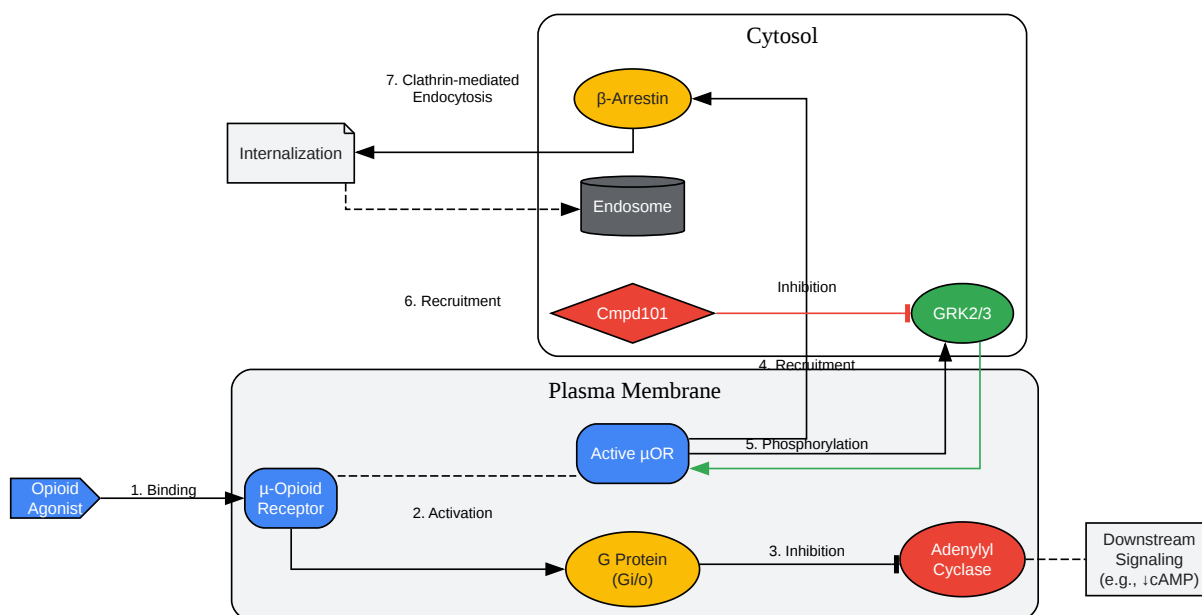 Cytosol
7. Clathrin-mediated
Endocytosis
β-Arrestin
Internalization
Endosome
6. Recruitment
Cmpd101
Inhibition
GRK2/3
4. Recruitment
Plasma Membrane
Active µOR
5. Phosphorylation
Opioid
Agonist
1. Binding
µ-Opioid
Receptor
2. Activation
G Protein
(Gi/o)
3. Inhibition
Adenylyl
Cyclase
Downstream
Signaling
(e.g., ↓cAMP)